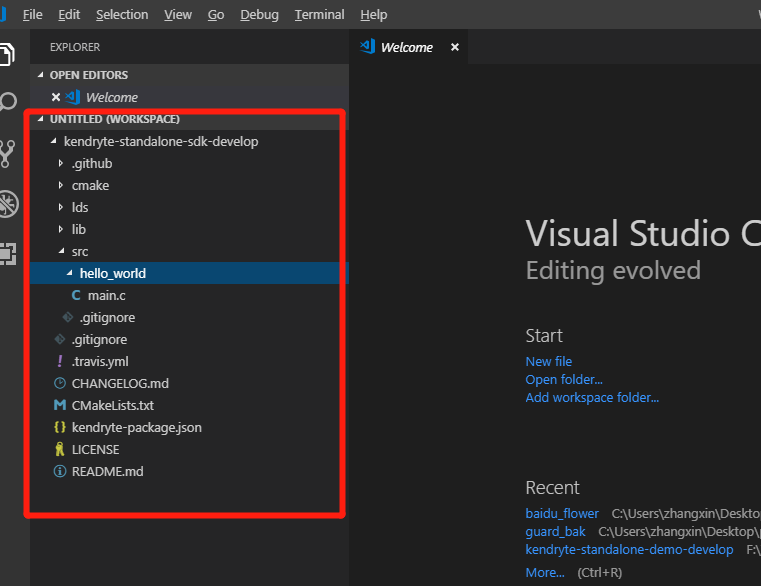 File Edit Selection View Go Debug Terminal Help
EXPLORER
OPEN EDITORS
Welcome
UNTITLED (WORKSPACE)
kendryte-standalone-sdk-develop
.github
cmake
lds
lib
src
hello_world
C main.c
.gitignore
.gitignore
! .travis.yml
CHANGELOG.md
M CMakeLists.txt
{} kendryte-package.json
LICENSE
README.md
Welcome
Visual Studio C
Editing evolved
Start
New file
Open folder...
Add workspace folder...
Recent
baidu_flower C:\Users\zhangxin\Desktop
guard_bak C:\Users\zhangxin\Desktop\
kendryte-standalone-demo-develop F:\
More... (Ctrl+R)